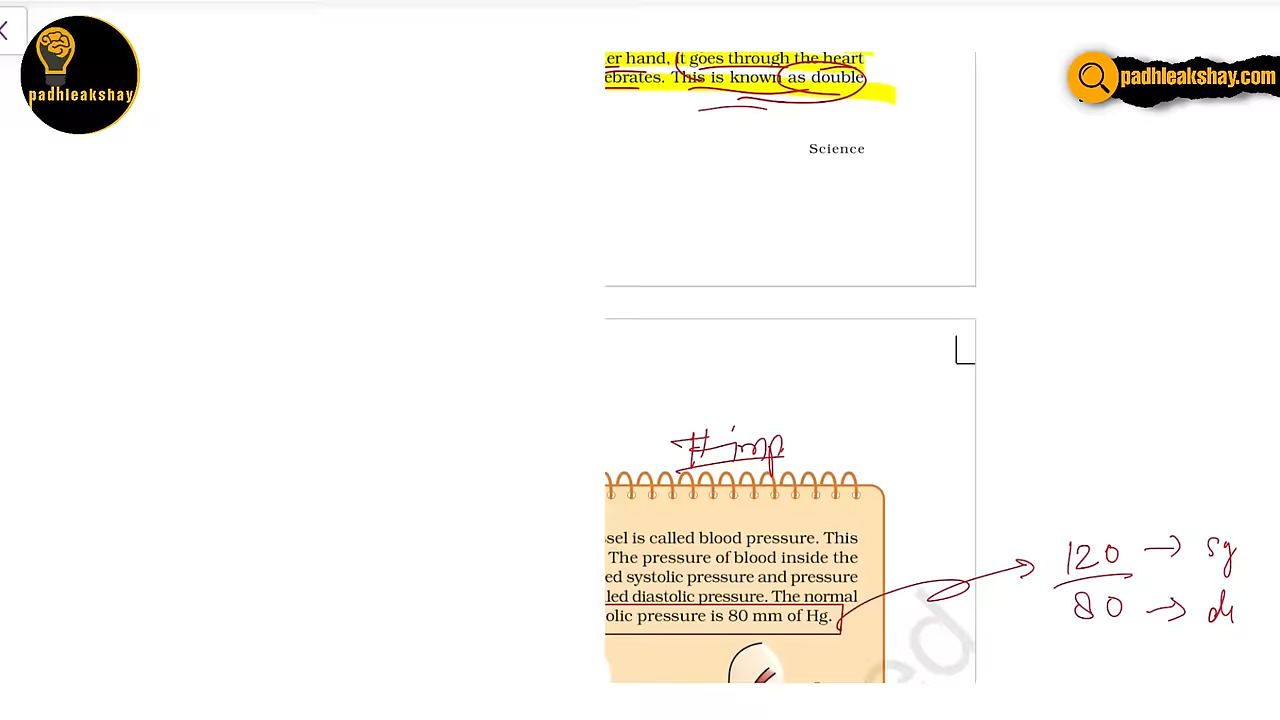 padhleakshay
padhleakshay.com
er hand, it goes through the heart
ebrates. This is known as double
Science
# imp
ssel is called blood pressure. This
The pressure of blood inside the
ed systolic pressure and pressure
led diastolic pressure. The normal
olic pressure is 80 mm of Hg.
120 → sy
80 → di
ed